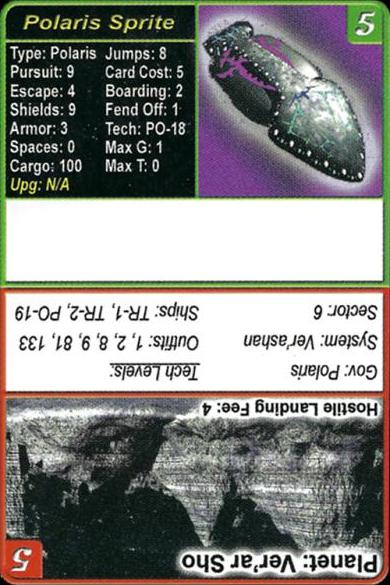 Polaris Sprite
5
Type: Polaris Jumps: 8
Pursuit: 9 Card Cost: 5
Escape: 4 Boarding: 2
Shields: 9 Fend Off: 1
Armor: 3 Tech: PO-18
Spaces: 0 Max G: 1
Cargo: 100 Max T: 0
Upg: N/A
Planet: Ver'ar Sho
5
Hostile Landing Fee: 4
Gov: Polaris
System: Ver'ashan
Sector: 6
Tech Levels:
Outfits: 1, 2, 8, 9, 81, 133
Ships: TR-1, TR-2, PO-19